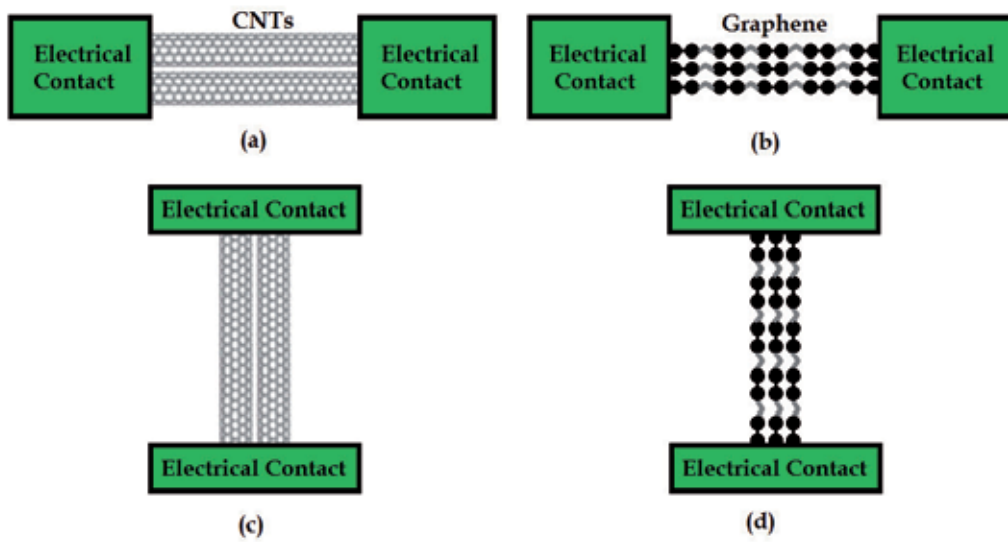 CNTs
Electrical
Contact
Electrical
Contact
(a)
Graphene
Electrical
Contact
Electrical
Contact
(b)
Electrical Contact
Electrical Contact
(c)
Electrical Contact
Electrical Contact
(d)